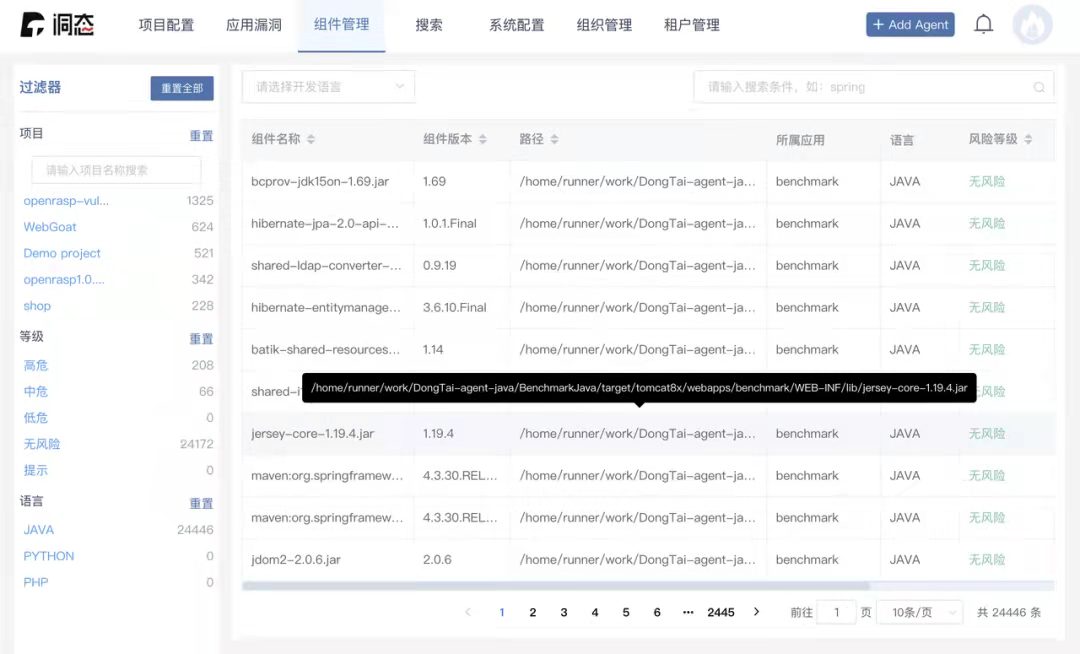 洞态 项目配置 应用漏洞 组件管理 搜索 系统配置 组织管理 租户管理 + Add Agent
过滤器 重置全部
项目 重置
请输入项目名称搜索
openrasp-vul... 1325
WebGoat 624
Demo project 521
openrasp1.0.... 342
shop 228
等级 重置
高危 208
中危 66
低危 0
无风险 24172
提示 0
语言 重置
JAVA 24446
PYTHON 0
PHP 0
请选择开发语言 请输入搜索条件，如：spring
组件名称 组件版本 路径 所属应用 语言 风险等级
bcprov-jdk15on-1.69.jar 1.69 /home/runner/work/DongTai-agent-ja... benchmark JAVA 无风险
hibernate-jpa-2.0-api-... 1.0.1.Final /home/runner/work/DongTai-agent-ja... benchmark JAVA 无风险
shared-ldap-converter-... 0.9.19 /home/runner/work/DongTai-agent-ja... benchmark JAVA 无风险
hibernate-entitymanage... 3.6.10.Final /home/runner/work/DongTai-agent-ja... benchmark JAVA 无风险
batik-shared-resources... 1.14 /home/runner/work/DongTai-agent-ja... benchmark JAVA 无风险
shared-i /home/runner/work/DongTai-agent-java/BenchmarkJava/target/tomcat8x/webapps/benchmark/WEB-INF/lib/jersey-core-1.19.4.jar 风险
jersey-core-1.19.4.jar 1.19.4 /home/runner/work/DongTai-agent-ja... benchmark JAVA 无风险
maven:org.springframew... 4.3.30.REL... /home/runner/work/DongTai-agent-ja... benchmark JAVA 无风险
maven:org.springframew... 4.3.30.REL... /home/runner/work/DongTai-agent-ja... benchmark JAVA 无风险
jdom2-2.0.6.jar 2.0.6 /home/runner/work/DongTai-agent-ja... benchmark JAVA 无风险
< 1 2 3 4 5 6 ••• 2445 > 前往 1 页 10条/页 共 24446 条